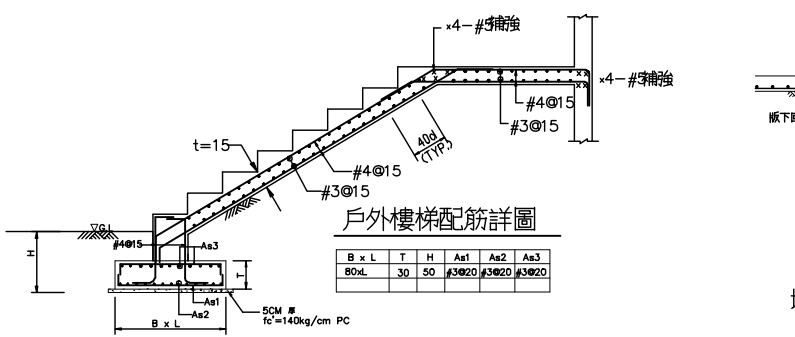 ×4-#5補強
×4-#5補強
#4@15
#3@15
40d
(TYP.)
t=15
#4@15
#3@15
版下
戶外樓梯配筋詳圖
▽G.L
#4@15
As3
H
T
As1
As2
B x L
5CM 厚
fc'=140kg/cm PC
B x L T H As1 As2 As3
80xL 30 50 #3@20 #3@20 #3@20